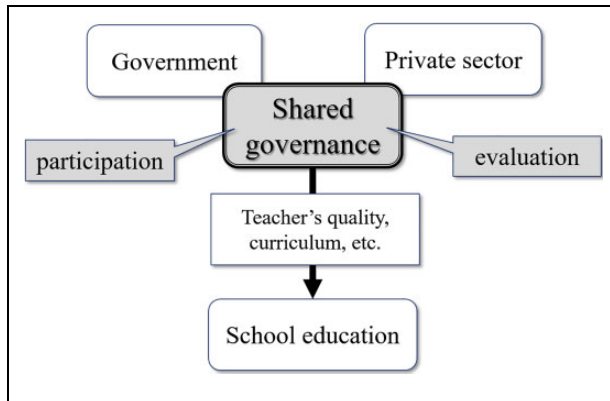 Government
Private sector
Shared
governance
participation
evaluation
Teacher’s quality,
curriculum, etc.
School education